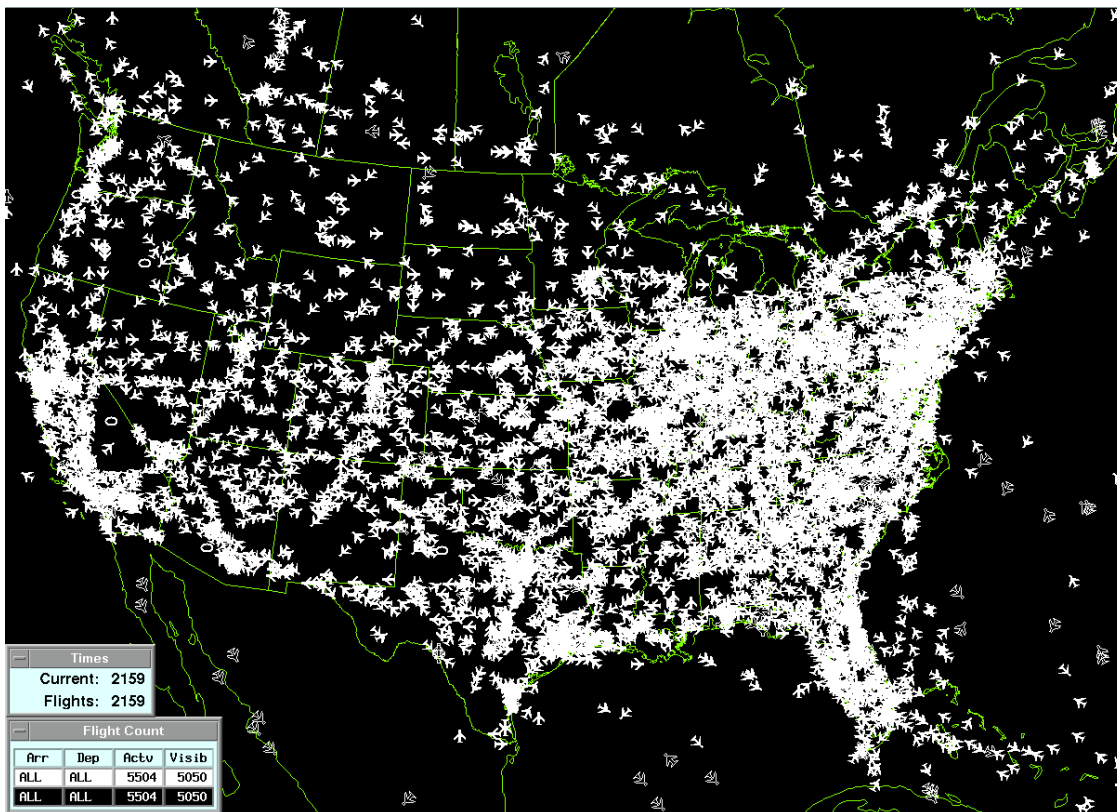 Times
Current: 2159
Flights: 2159
Flight Count
Arr Dep Actv Visib
ALL ALL 5504 5050
ALL ALL 5504 5050